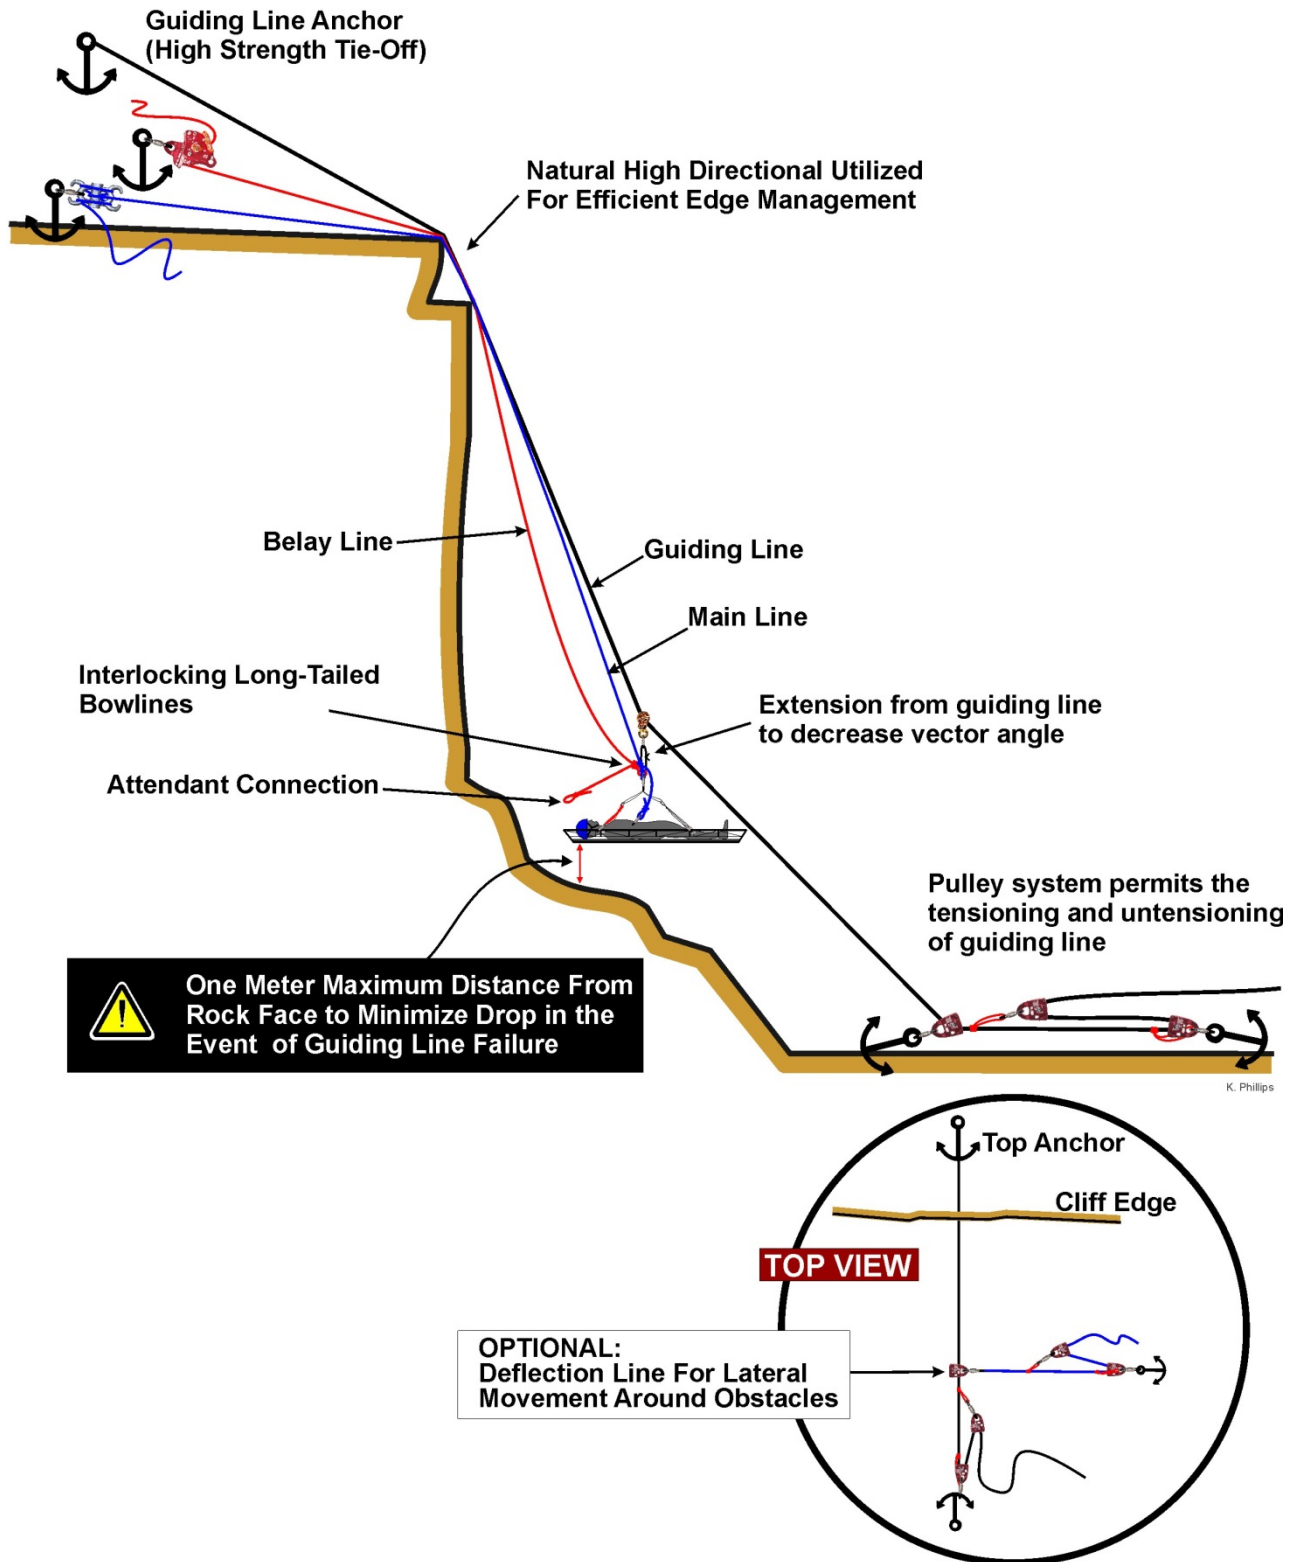 Guiding Line Anchor
(High Strength Tie-Off)
Natural High Directional Utilized
For Efficient Edge Management
Belay Line
Guiding Line
Main Line
Interlocking Long-Tailed
Bowlines
Extension from guiding line
to decrease vector angle
Attendant Connection
Pulley system permits the
tensioning and untensioning
of guiding line
One Meter Maximum Distance From
Rock Face to Minimize Drop in the
Event of Guiding Line Failure
K. Phillips
Top Anchor
Cliff Edge
TOP VIEW
OPTIONAL:
Deflection Line For Lateral
Movement Around Obstacles